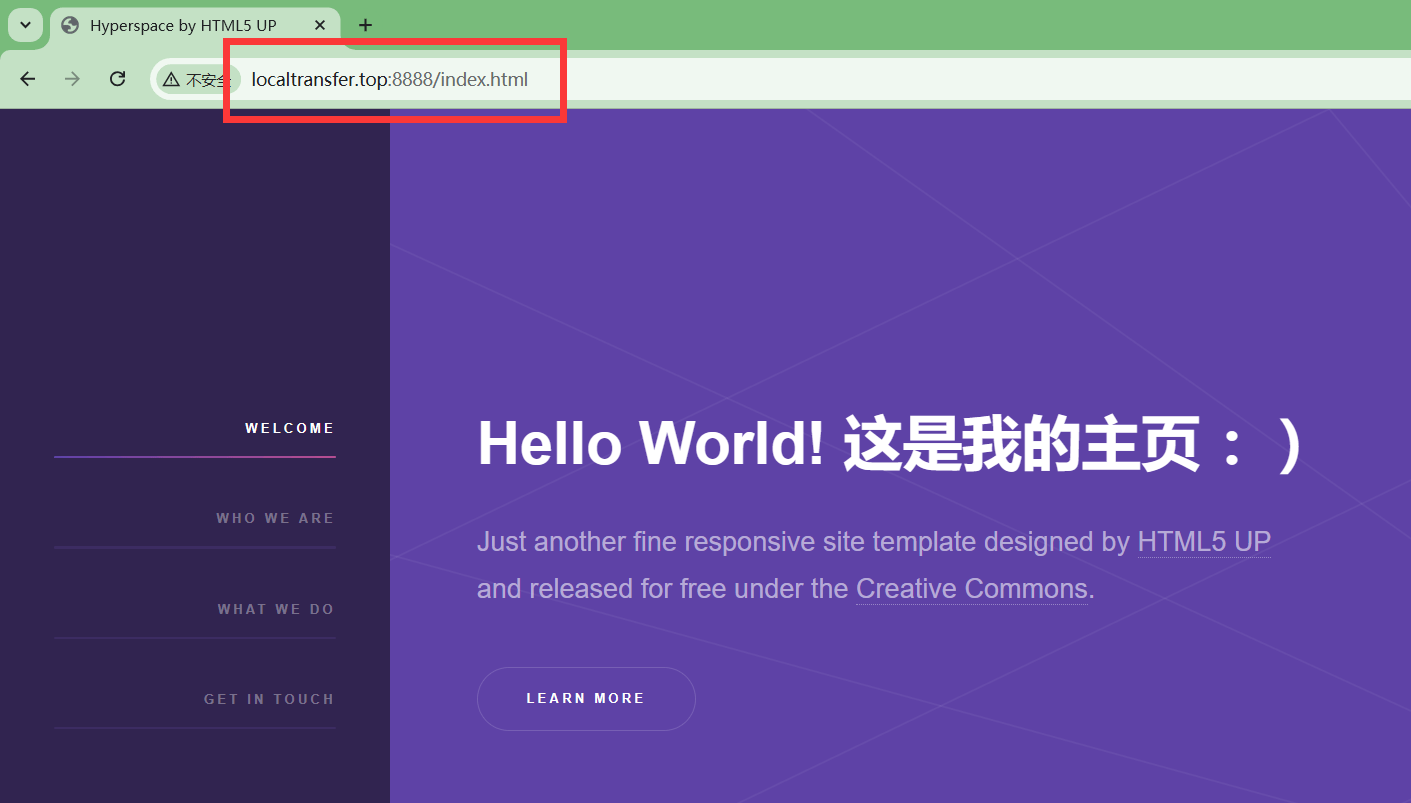 Hyperspace by HTML5 UP
不安全 localtransfer.top:8888/index.html
WELCOME
WHO WE ARE
WHAT WE DO
GET IN TOUCH
Hello World! 这是我的主页：）
Just another fine responsive site template designed by HTML5 UP
and released for free under the Creative Commons.
LEARN MORE